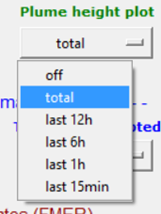 Plume height plot
total
off
total
last 12h
last 6h
last 1h
last 15min